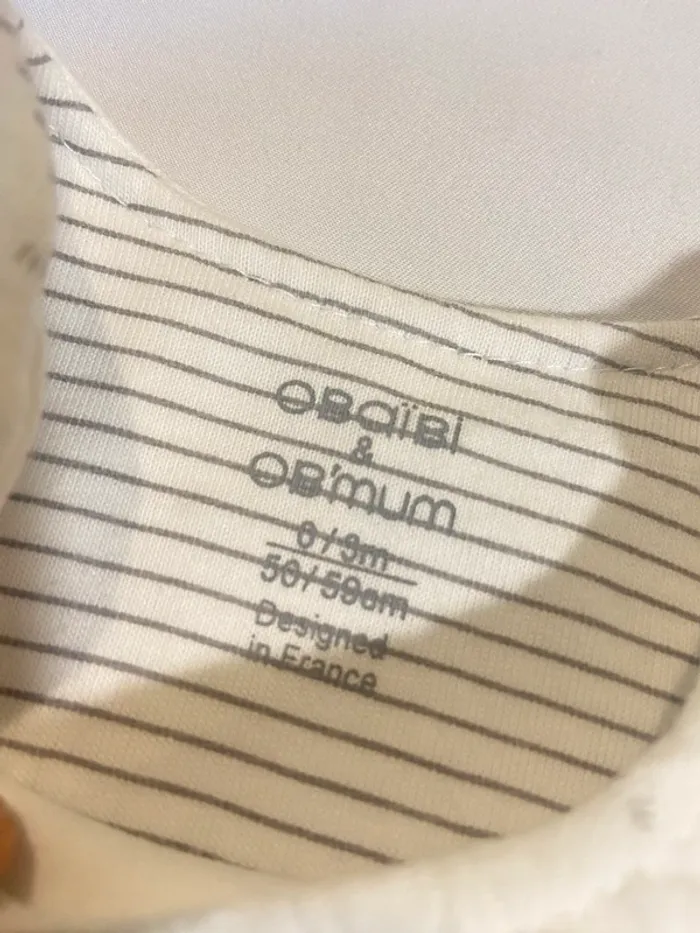 OBaïBi
&
OB'mum
0/3m
50/59cm
Designed
in France